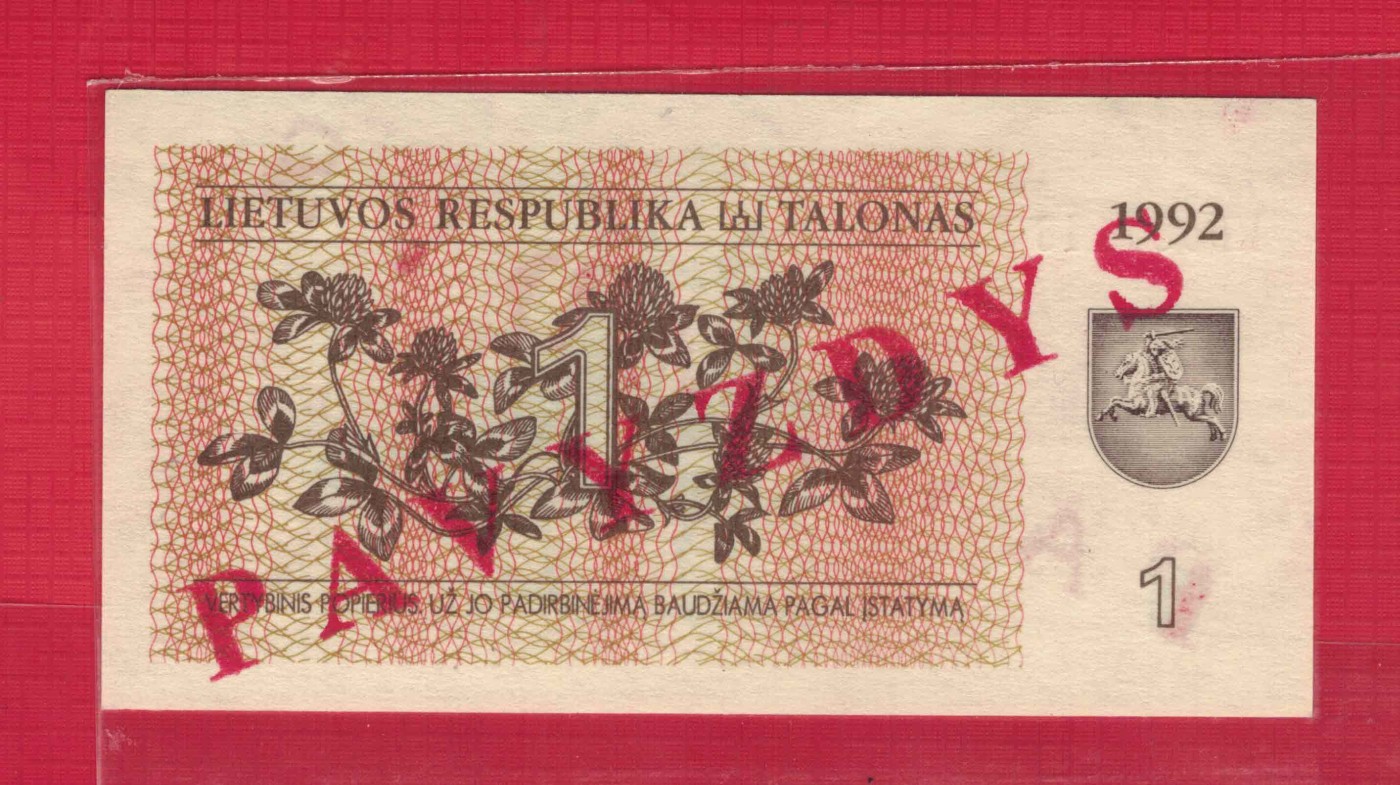 LIETUVOS RESPUBLIKA TALONAS
1992
1
PAVYZDYS
1
VERTYBINIS POPIERIUS, UŽ JO PADIRBINĖJIMĄ BAUDŽIAMA PAGAL ĮSTATYMĄ